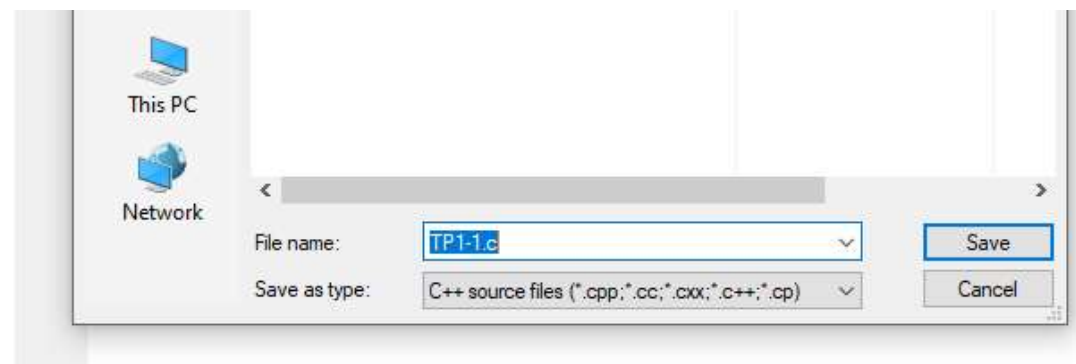 This PC
Network
File name:
TP1-1.c
Save
Save as type:
C++ source files (*.cpp;*.cc;*.cxx;*.c++;*.cp)
Cancel